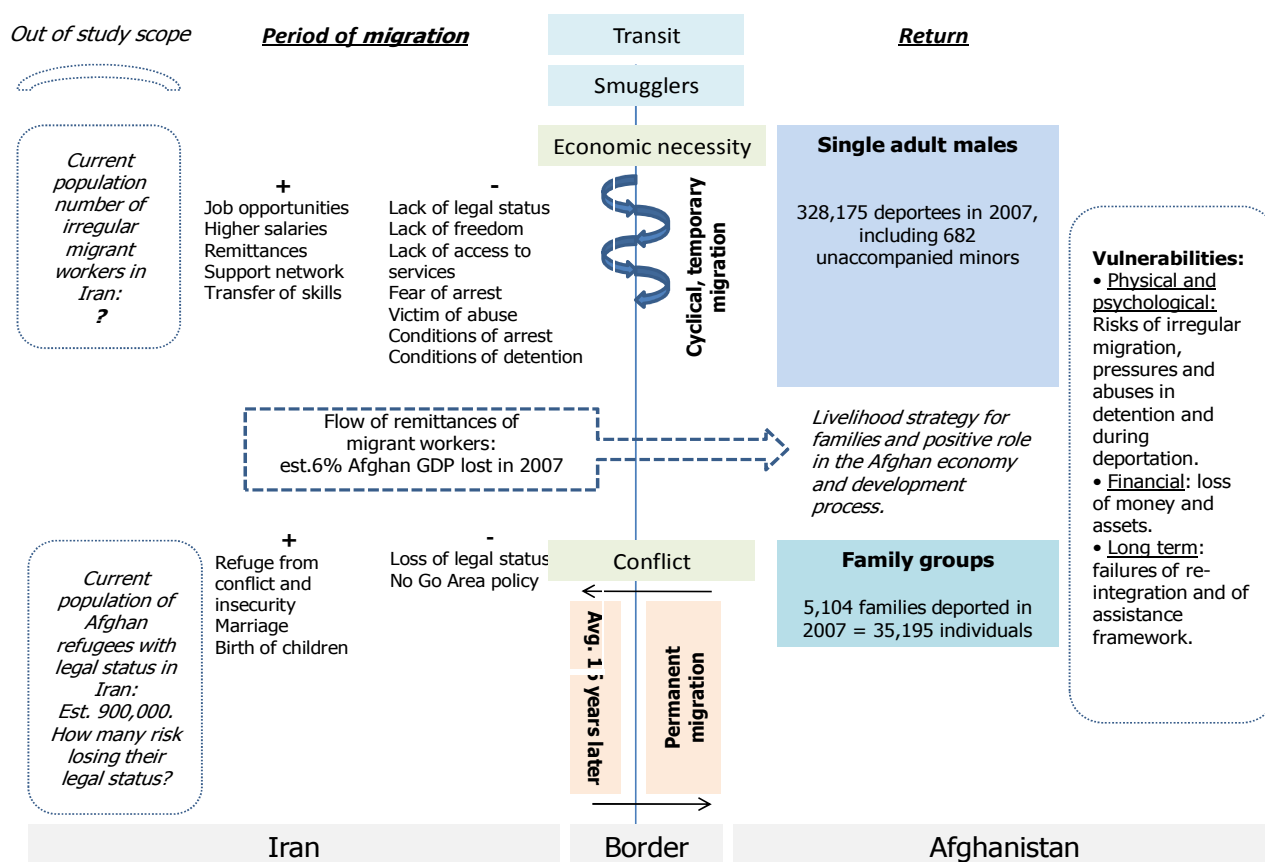 Out of study scope
Period of migration
Transit
Return
Smugglers
Current
population
number of
irregular
migrant
workers in
Iran:
?
+
Job opportunities
Higher salaries
Remittances
Support network
Transfer of skills
-
Lack of legal status
Lack of freedom
Lack of access to
services
Fear of arrest
Victim of abuse
Conditions of arrest
Conditions of detention
Economic necessity
Cyclical, temporary
migration
Single adult males
328,175 deportees in 2007,
including 682
unaccompanied minors
Vulnerabilities:
• Physical and
psychological:
Risks of irregular
migration,
pressures and
abuses in
detention and
during
deportation.
• Financial: loss
of money and
assets.
• Long term:
failures of re-
integration and of
assistance
framework.
Flow of remittances of
migrant workers:
est.6% Afghan GDP lost in 2007
Livelihood strategy for
families and positive role
in the Afghan economy
and development
process.
Current
population of
Afghan
refugees with
legal status in
Iran:
Est. 900,000.
How many risk
losing their
legal status?
+
Refuge from
conflict and
insecurity
Marriage
Birth of children
-
Loss of legal status
No Go Area policy
Conflict
Avg. 15 years later
Permanent
migration
Family groups
5,104 families deported in
2007 = 35,195 individuals
Iran
Border
Afghanistan